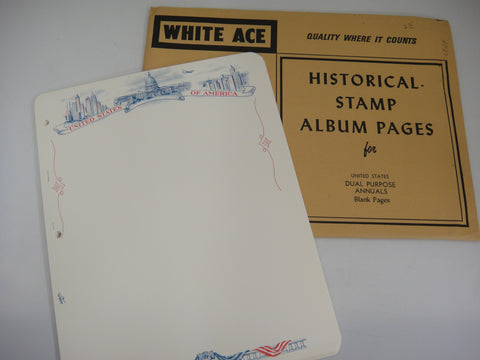 WHITE ACE
QUALITY WHERE IT COUNTS
HISTORICAL
STAMP
ALBUM PAGES
for
UNITED STATES
DUAL PURPOSE
ANNUALS
Blank Pages
UNITED STATES
OF AMERICA